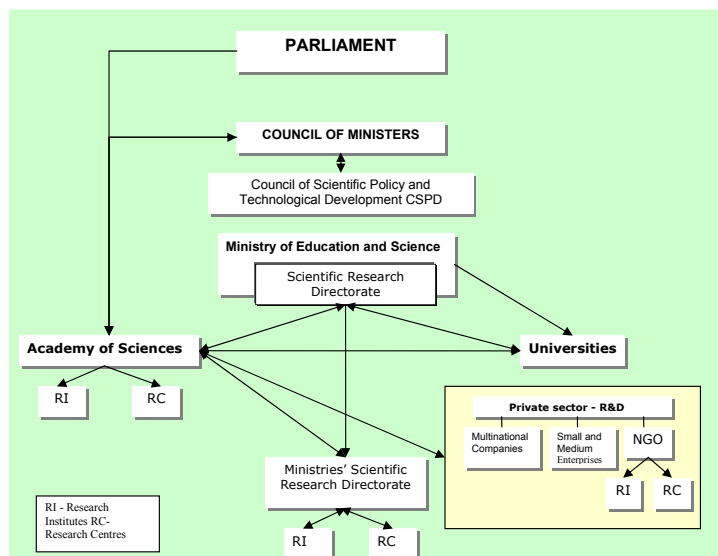 PARLIAMENT
COUNCIL OF MINISTERS
Council of Scientific Policy and
Technological Development CSPD
Ministry of Education and Science
Scientific Research
Directorate
Academy of Sciences
Universities
RI
RC
Private sector - R&D
Multinational
Companies
Small and
Medium
Enterprises
NGO
RI
RC
Ministries' Scientific
Research Directorate
RI
RC
RI - Research
Institutes RC-
Research Centres